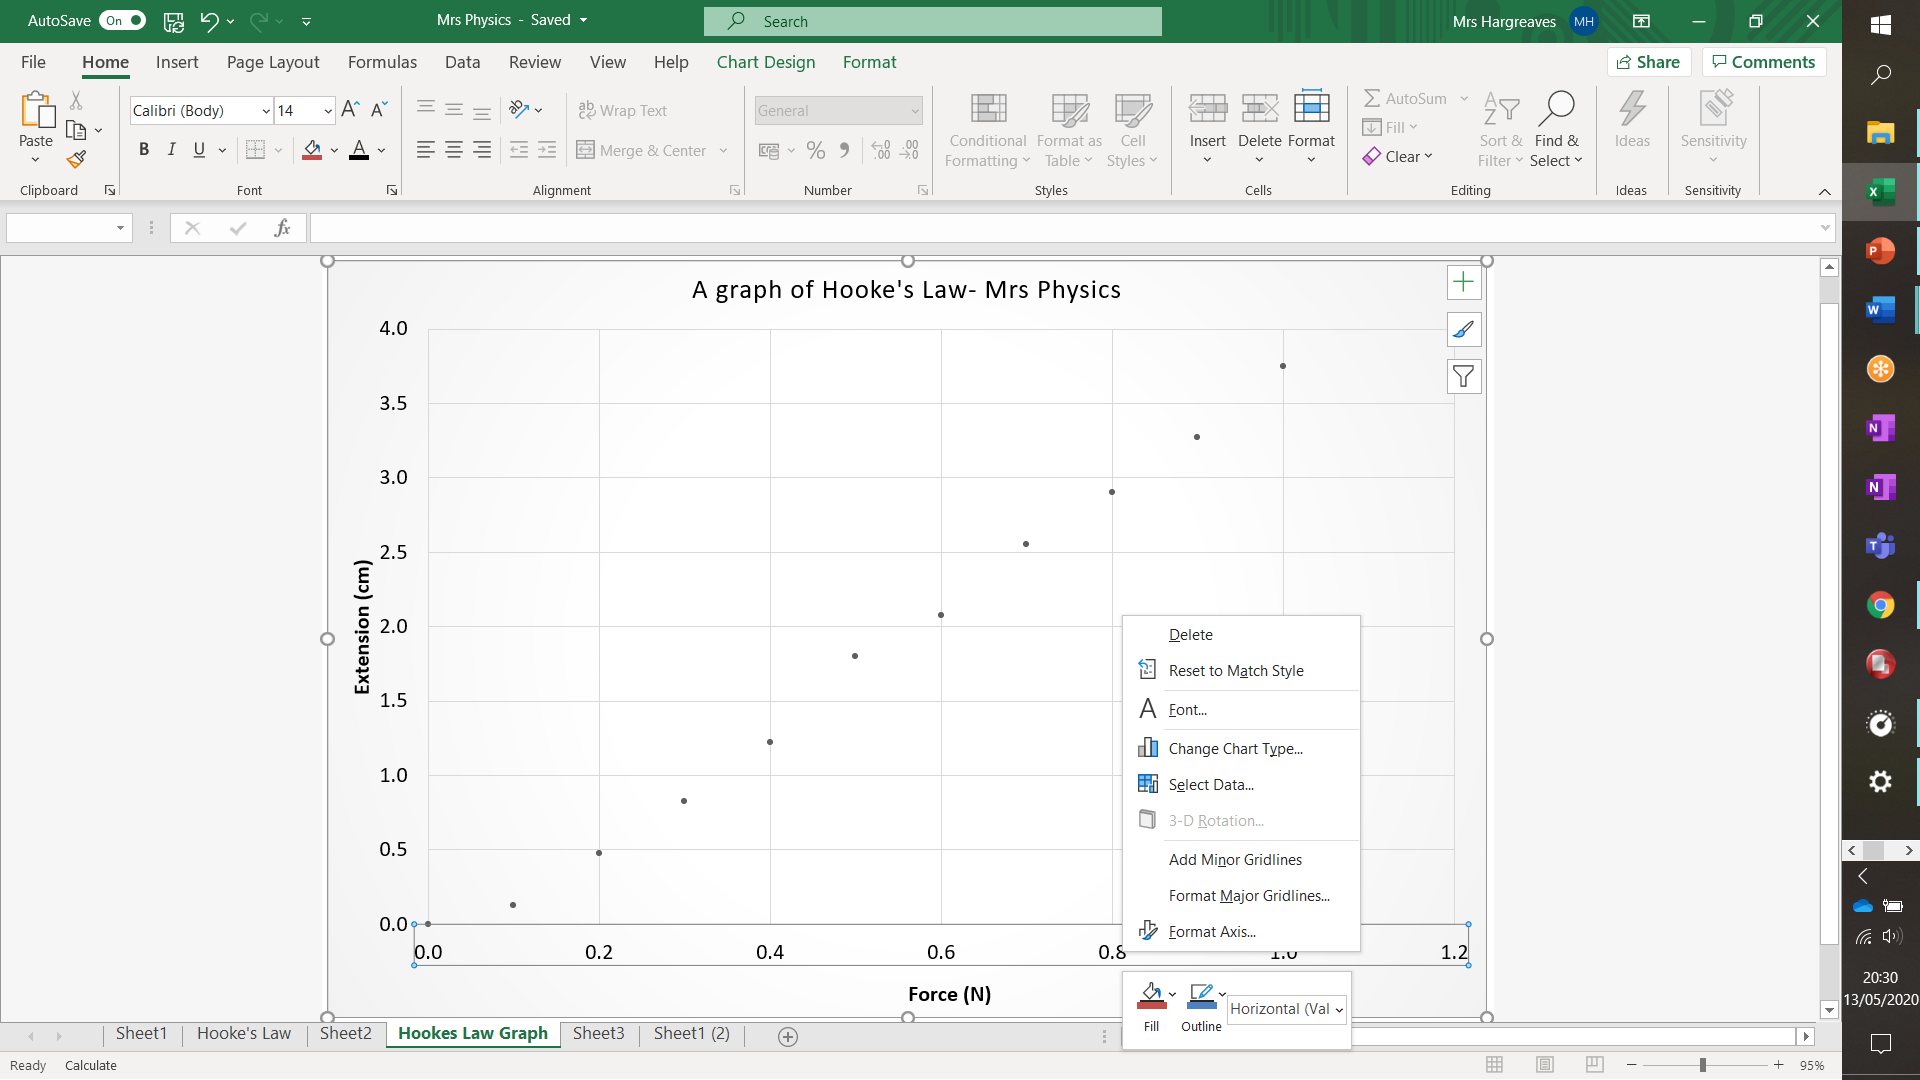 AutoSave On Mrs Physics - Saved Search Mrs Hargreaves MH
File Home Insert Page Layout Formulas Data Review View Help Chart Design Format Share Comments
Calibri (Body) 14 Wrap Text General AutoSum
Paste Conditional Format as Cell Insert Delete Format Fill Sort & Find & Ideas Sensitivity
B I U A Merge & Center % Formatting Table Styles Clear Filter Select
Clipboard Font Alignment Number Styles Cells Editing Ideas Sensitivity
fx
A graph of Hooke's Law- Mrs Physics
4.0
3.5
3.0
2.5
2.0
1.5
1.0
0.5
0.0
Extension (cm)
0.0 0.2 0.4 0.6 0.8 1.0 1.2
Force (N)
Delete
Reset to Match Style
Font...
Change Chart Type...
Select Data...
3-D Rotation...
Add Minor Gridlines
Format Major Gridlines...
Format Axis...
Horizontal (Val
Fill Outline
Sheet1 Hooke's Law Sheet2 Hookes Law Graph Sheet3 Sheet1 (2)
Ready Calculate 95%
20:30
13/05/2020